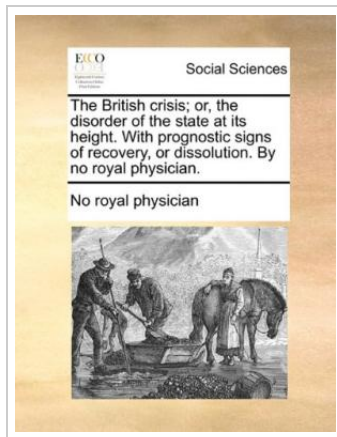 ECCO
Social Sciences
The British crisis; or, the
disorder of the state at its
height. With prognostic signs
of recovery, or dissolution. By
no royal physician.
No royal physician